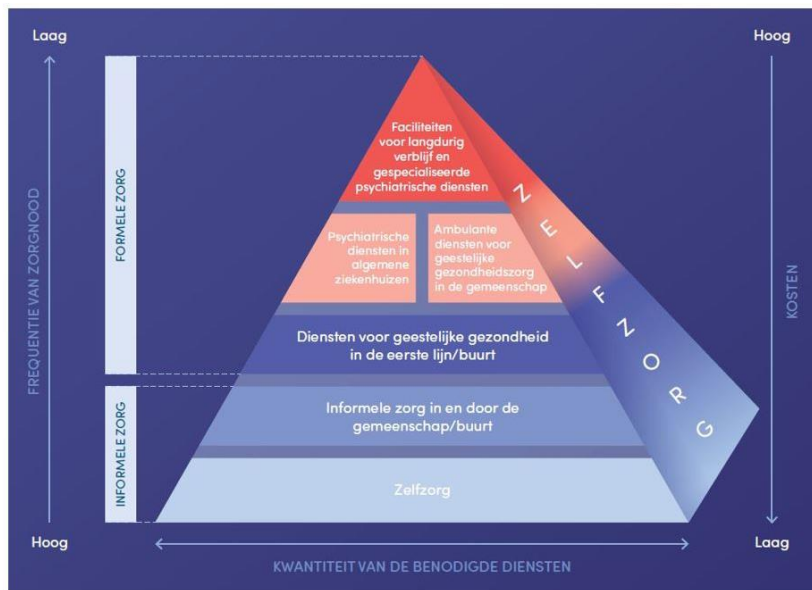 Laag
Hoog
Faciliteiten
voor langdurig
verblijf en
gespecialiseerde
psychiatrische diensten
Psychiatrische
diensten in
algemene
ziekenhuizen
Ambulante
diensten voor
geestelijke
gezondheidszorg
in de gemeenschap
Diensten voor geestelijke gezondheid
in de eerste lijn/buurt
Informele zorg in en door de
gemeenschap/buurt
Zelfzorg
ZELFZORG
FORMELE ZORG
INFORMELE ZORG
FREQUENTIE VAN ZORGNOOD
KOSTEN
Hoog
Laag
KWANTITEIT VAN DE BENODIGDE DIENSTEN